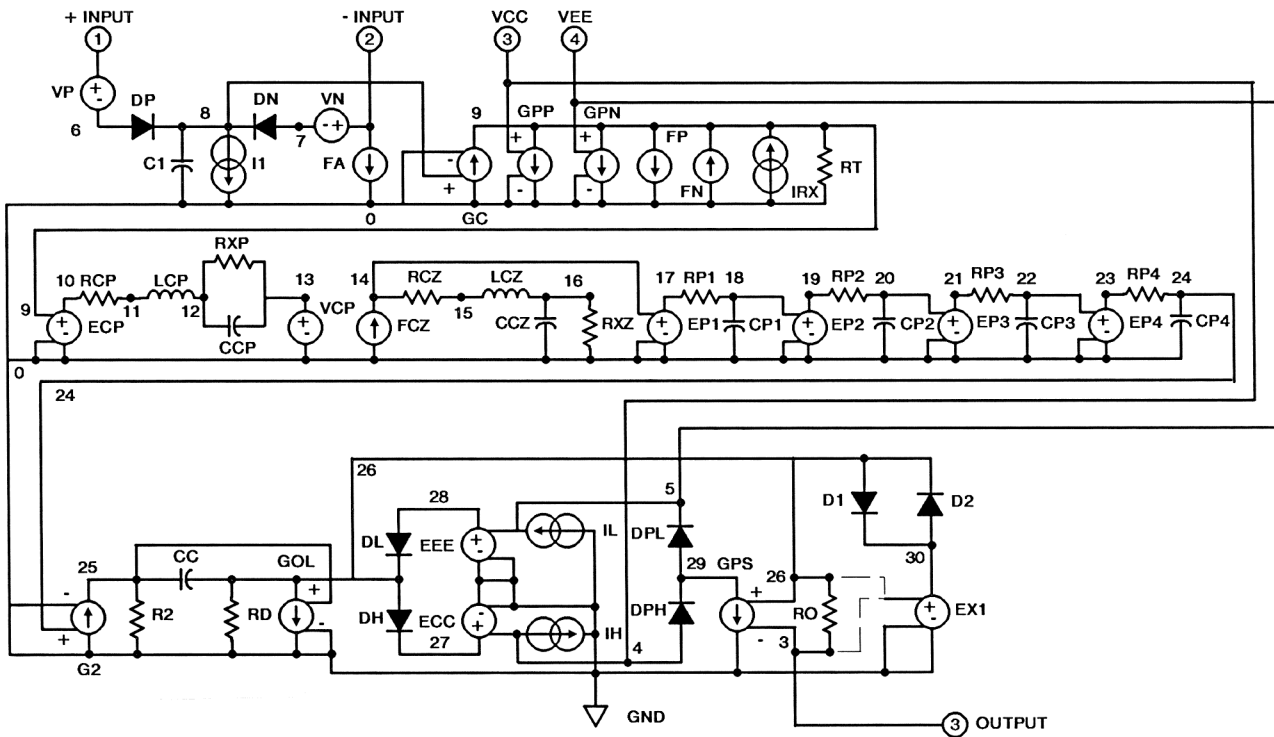 + INPUT - INPUT VCC VEE
1 2 3 4
VP + -
6 DP 8 DN VN - + 9 GPP GPN FP
7
C1 I1 FA - + + + RT
- - FN IRX
0 GC
RXP
10 RCP LCP 13 14 RCZ LCZ 16 17 RP1 18 19 RP2 20 21 RP3 22 23 RP4 24
9 11 12 VCP 15
+ - ECP CCP + - FCZ CCZ RXZ + - EP1 CP1 + - EP2 CP2 + - EP3 CP3 + - EP4 CP4
0
24
26
28 5 D1 D2
DL EEE + - IL DPL
25 CC GOL 29 GPS 26 30
- + + + -
R2 RD - DH ECC - + IH DPH RO EX1
+ 27 4 - 3
G2
GND
3 OUTPUT